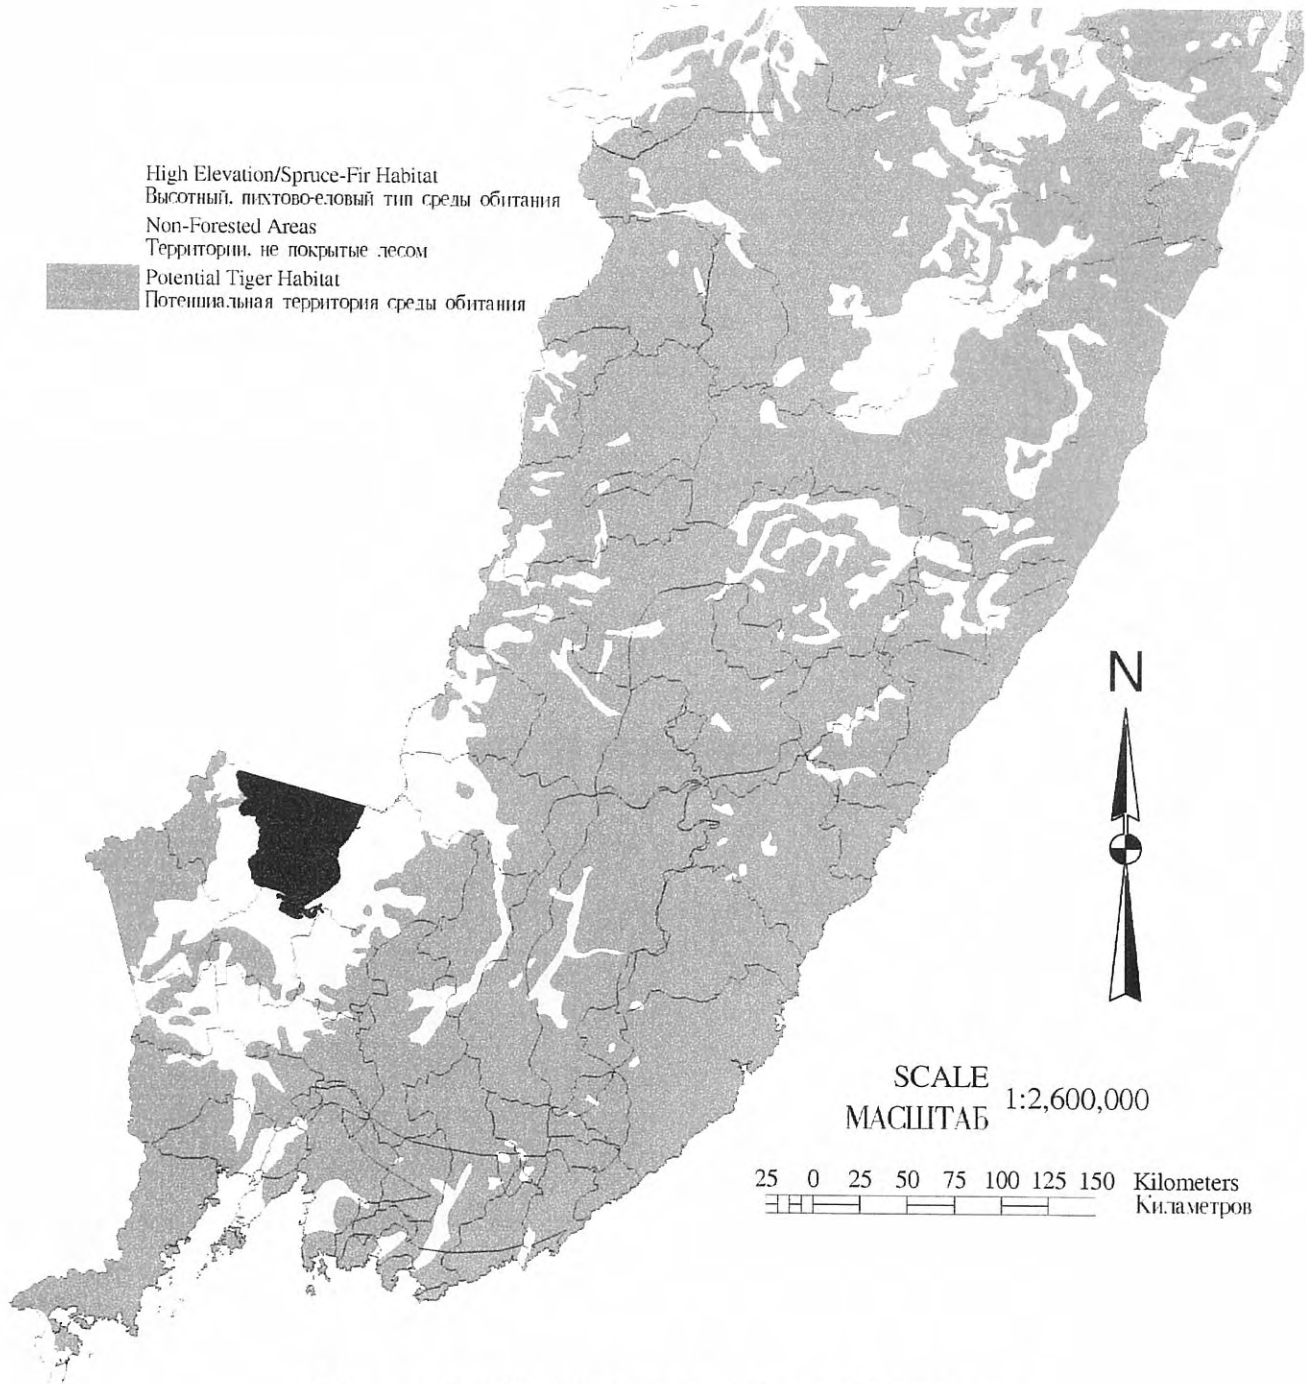 High Elevation/Spruce-Fir Habitat
Высотный, пихтово-еловый тип среды обитания
Non-Forested Areas
Территории, не покрытые лесом
Potential Tiger Habitat
Потенциальная территория среды обитания
N
SCALE
МАСШТАБ
1:2,600,000
25 0 25 50 75 100 125 150 Kilometers
Километров